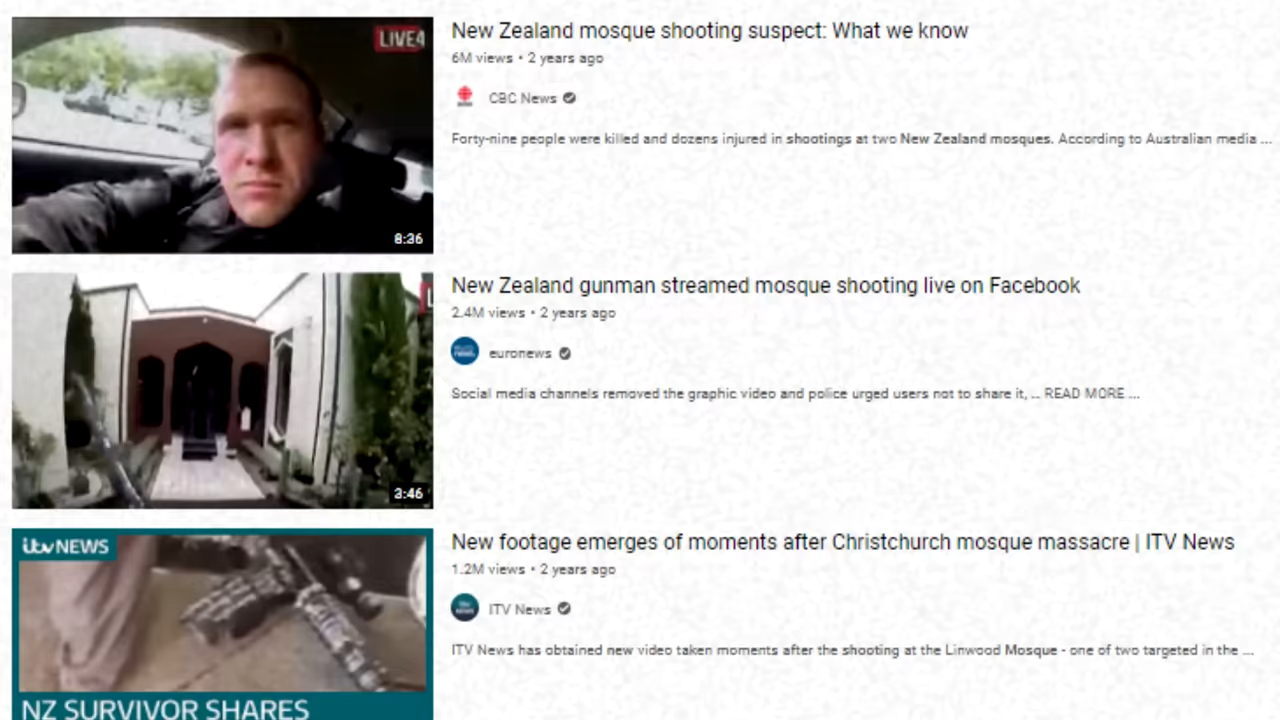 LIVE4
8:36
New Zealand mosque shooting suspect: What we know
6M views • 2 years ago
CBC News
Forty-nine people were killed and dozens injured in shootings at two New Zealand mosques. According to Australian media ...
3:46
New Zealand gunman streamed mosque shooting live on Facebook
2.4M views • 2 years ago
euronews
Social media channels removed the graphic video and police urged users not to share it, ... READ MORE ...
itv NEWS
NZ SURVIVOR SHARES
New footage emerges of moments after Christchurch mosque massacre | ITV News
1.2M views • 2 years ago
ITV News
ITV News has obtained new video taken moments after the shooting at the Linwood Mosque - one of two targeted in the ...